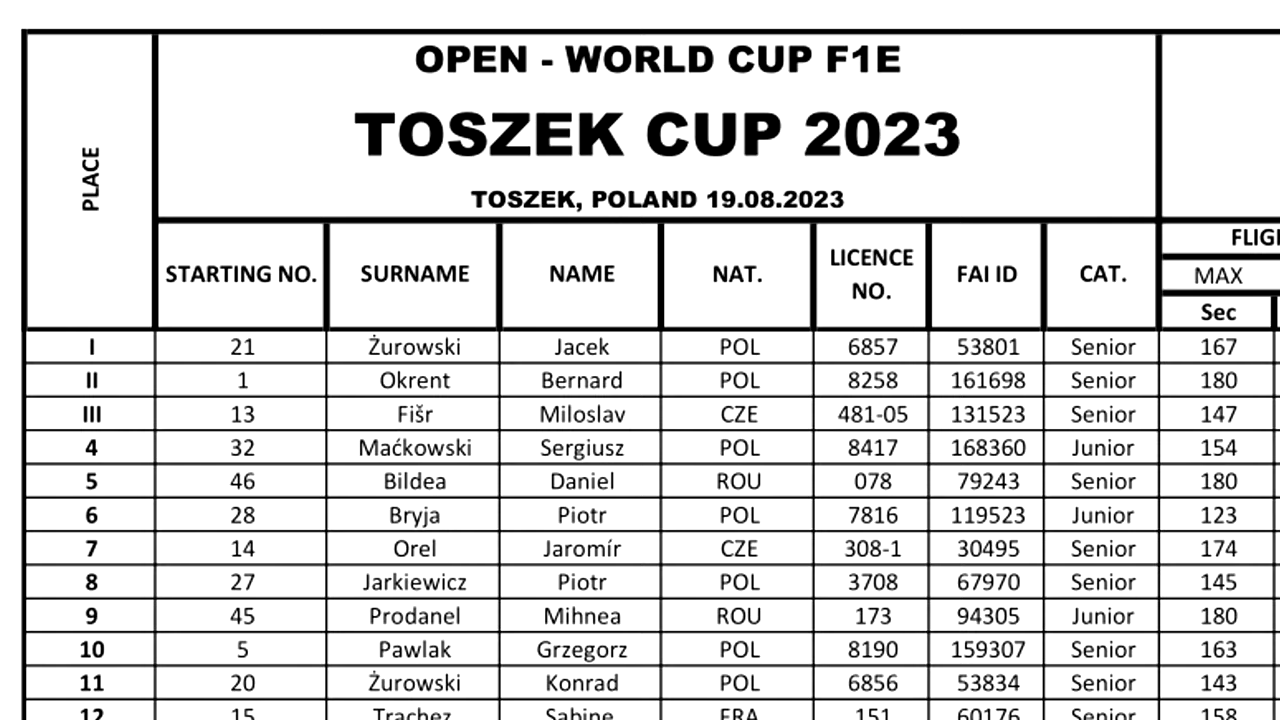 OPEN - WORLD CUP F1E
TOSZEK CUP 2023
TOSZEK, POLAND 19.08.2023
PLACE STARTING NO. SURNAME NAME NAT. LICENCE NO. FAI ID CAT. MAX
Sec
I 21 Żurowski Jacek POL 6857 53801 Senior 167
II 1 Okrent Bernard POL 8258 161698 Senior 180
III 13 Fišr Miloslav CZE 481-05 131523 Senior 147
4 32 Maćkowski Sergiusz POL 8417 168360 Junior 154
5 46 Bildea Daniel ROU 078 79243 Senior 180
6 28 Bryja Piotr POL 7816 119523 Junior 123
7 14 Orel Jaromír CZE 308-1 30495 Senior 174
8 27 Jarkiewicz Piotr POL 3708 67970 Senior 145
9 45 Prodanel Mihnea ROU 173 94305 Junior 180
10 5 Pawlak Grzegorz POL 8190 159307 Senior 163
11 20 Żurowski Konrad POL 6856 53834 Senior 143
12 15 Trachez Sabine FRA 151 60176 Senior 158